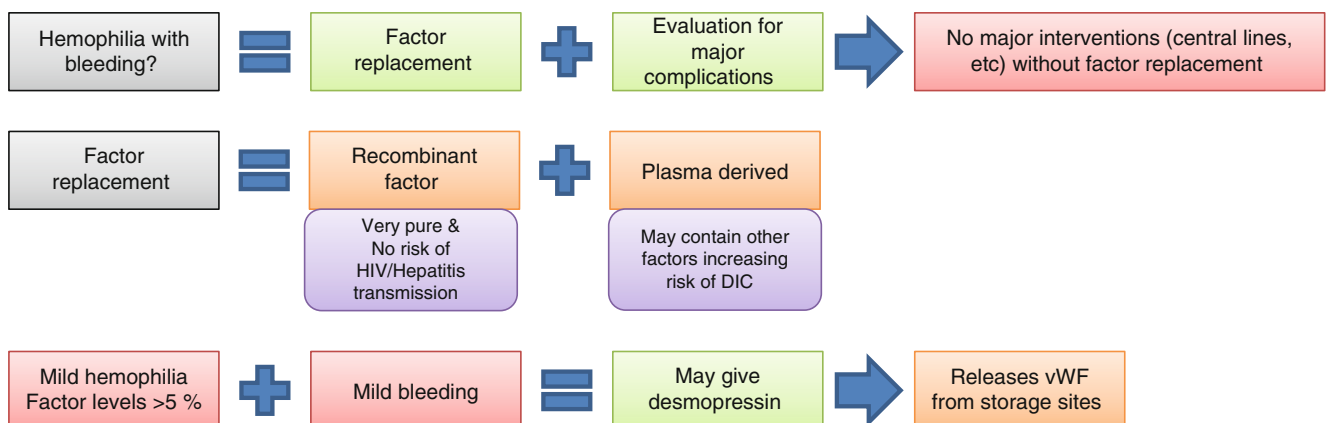 Hemophilia with
bleeding?
Factor
replacement
Evaluation for
major
complications
No major interventions (central lines,
etc) without factor replacement
Factor
replacement
Recombinant
factor
Plasma derived
Very pure &
No risk of
HIV/Hepatitis
transmission
May contain other
factors increasing
risk of DIC
Mild hemophilia
Factor levels >5 %
Mild bleeding
May give
desmopressin
Releases vWF
from storage sites